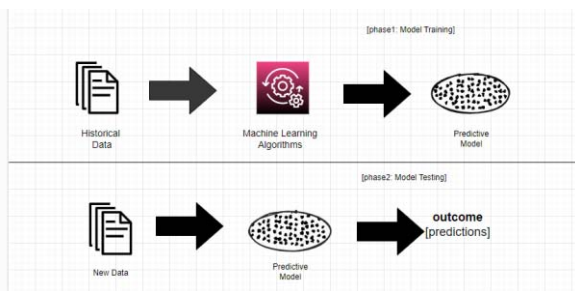 [phase1: Model Training]
Historical
Data
Machine Learning
Algorithms
Predictive
Model
[phase2: Model Testing]
New Data
Predictive
Model
outcome
[predictions]